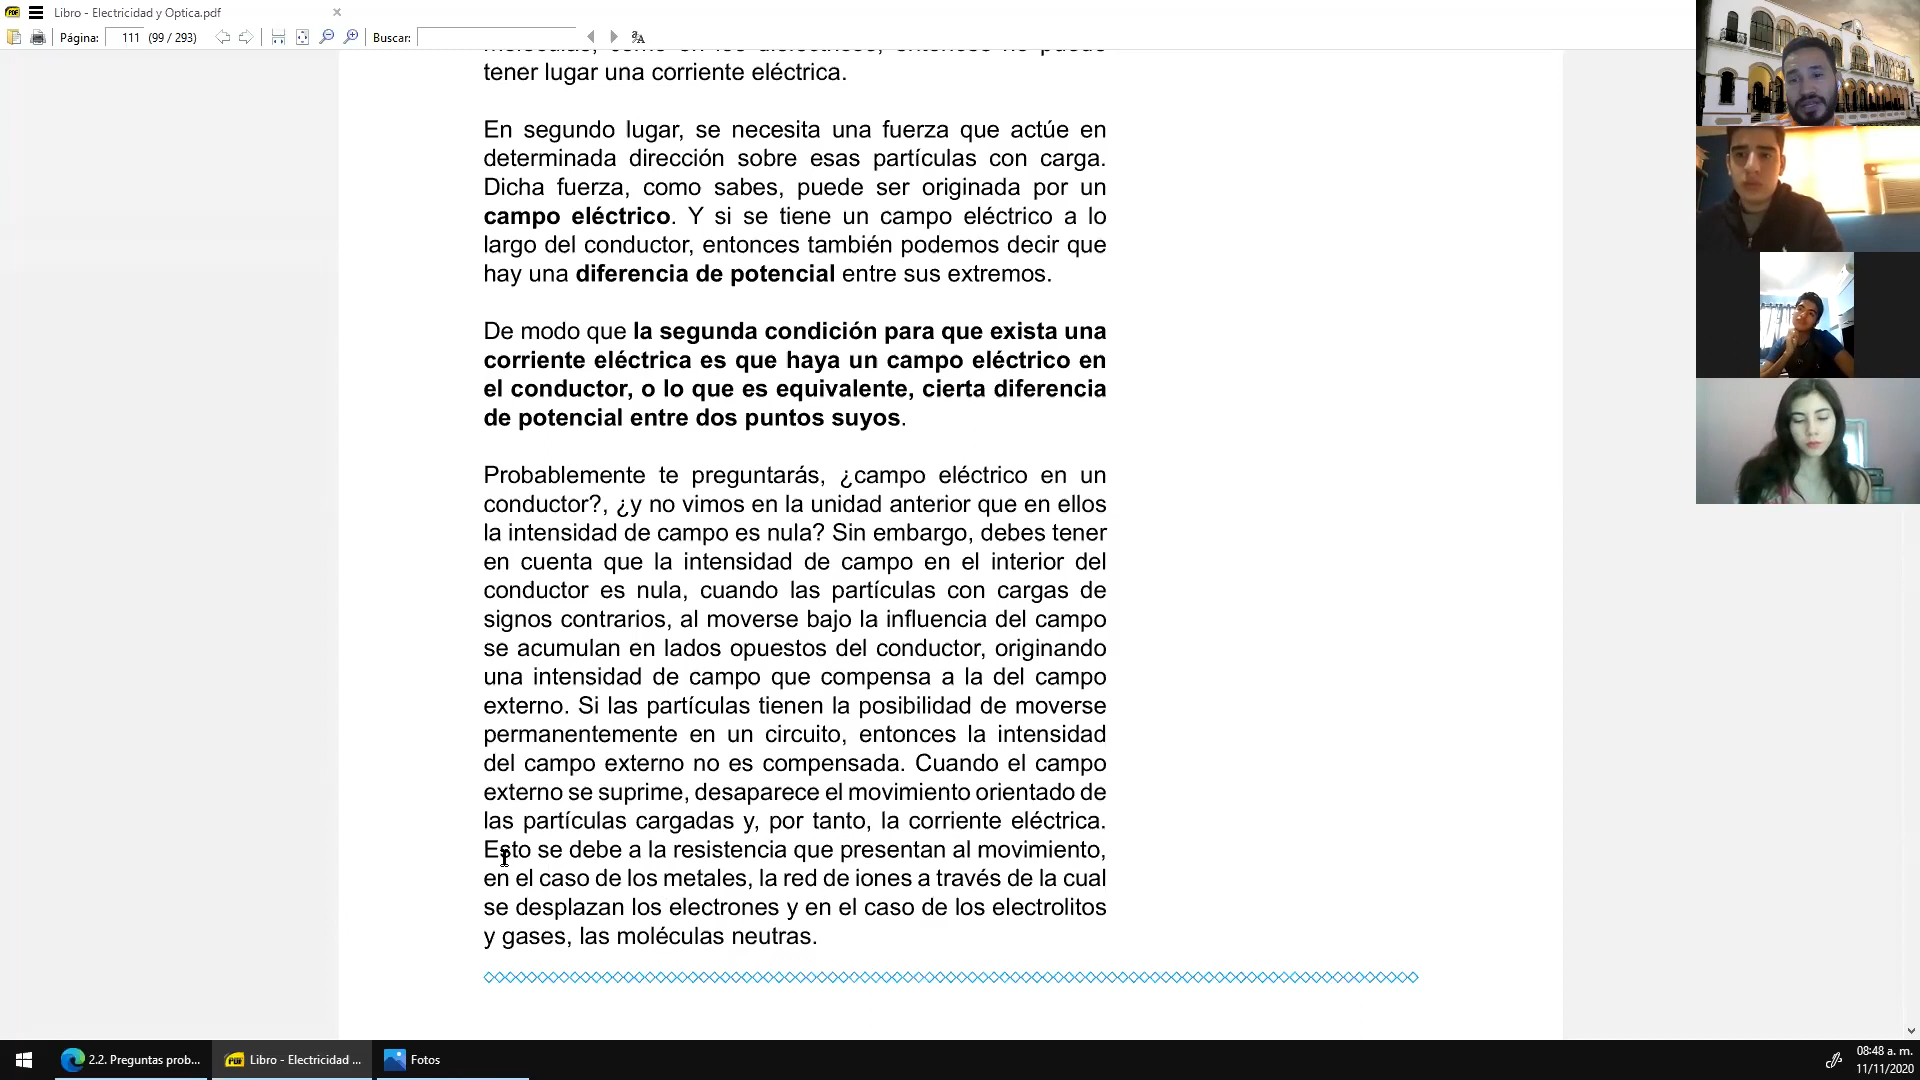 Libro - Electricidad y Optica.pdf
Página: 111 (99 / 293) Buscar:
moléculas, como en los dieléctricos, entonces no puede
tener lugar una corriente eléctrica.
En segundo lugar, se necesita una fuerza que actúe en
determinada dirección sobre esas partículas con carga.
Dicha fuerza, como sabes, puede ser originada por un
campo eléctrico. Y si se tiene un campo eléctrico a lo
largo del conductor, entonces también podemos decir que
hay una diferencia de potencial entre sus extremos.
De modo que la segunda condición para que exista una
corriente eléctrica es que haya un campo eléctrico en
el conductor, o lo que es equivalente, cierta diferencia
de potencial entre dos puntos suyos.
Probablemente te preguntarás, ¿campo eléctrico en un
conductor?, ¿y no vimos en la unidad anterior que en ellos
la intensidad de campo es nula? Sin embargo, debes tener
en cuenta que la intensidad de campo en el interior del
conductor es nula, cuando las partículas con cargas de
signos contrarios, al moverse bajo la influencia del campo
se acumulan en lados opuestos del conductor, originando
una intensidad de campo que compensa a la del campo
externo. Si las partículas tienen la posibilidad de moverse
permanentemente en un circuito, entonces la intensidad
del campo externo no es compensada. Cuando el campo
externo se suprime, desaparece el movimiento orientado de
las partículas cargadas y, por tanto, la corriente eléctrica.
Esto se debe a la resistencia que presentan al movimiento,
en el caso de los metales, la red de iones a través de la cual
se desplazan los electrones y en el caso de los electrolitos
y gases, las moléculas neutras.
2.2. Preguntas prob...
Libro - Electricidad ...
Fotos
08:48 a. m.
11/11/2020